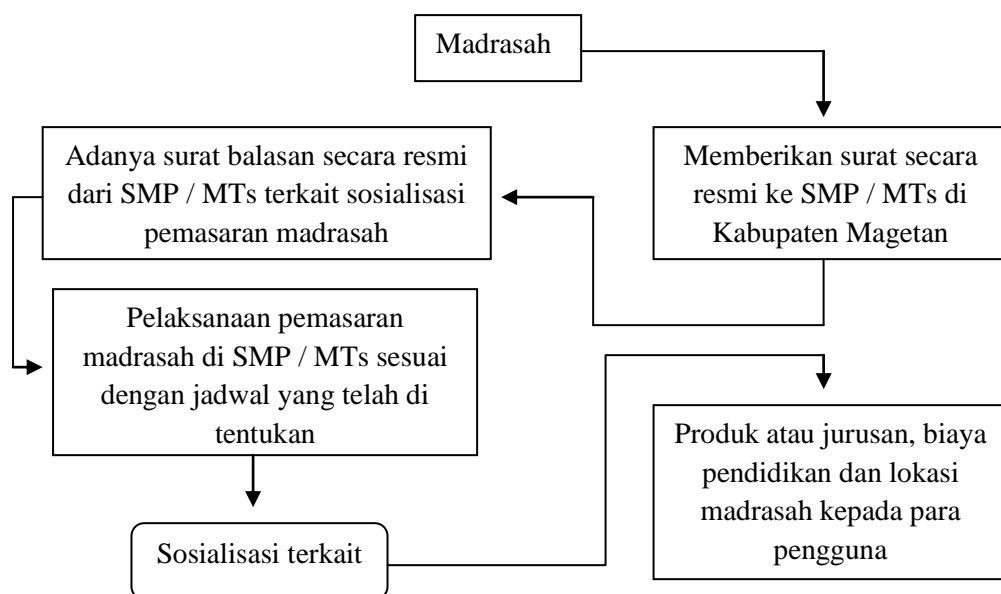 Madrasah
Memberikan surat secara
resmi ke SMP / MTs di
Kabupaten Magetan
Adanya surat balasan secara resmi
dari SMP / MTs terkait sosialisasi
pemasaran madrasah
Pelaksanaan pemasaran
madrasah di SMP / MTs sesuai
dengan jadwal yang telah di
tentukan
Sosialisasi terkait
Produk atau jurusan, biaya
pendidikan dan lokasi
madrasah kepada para
pengguna